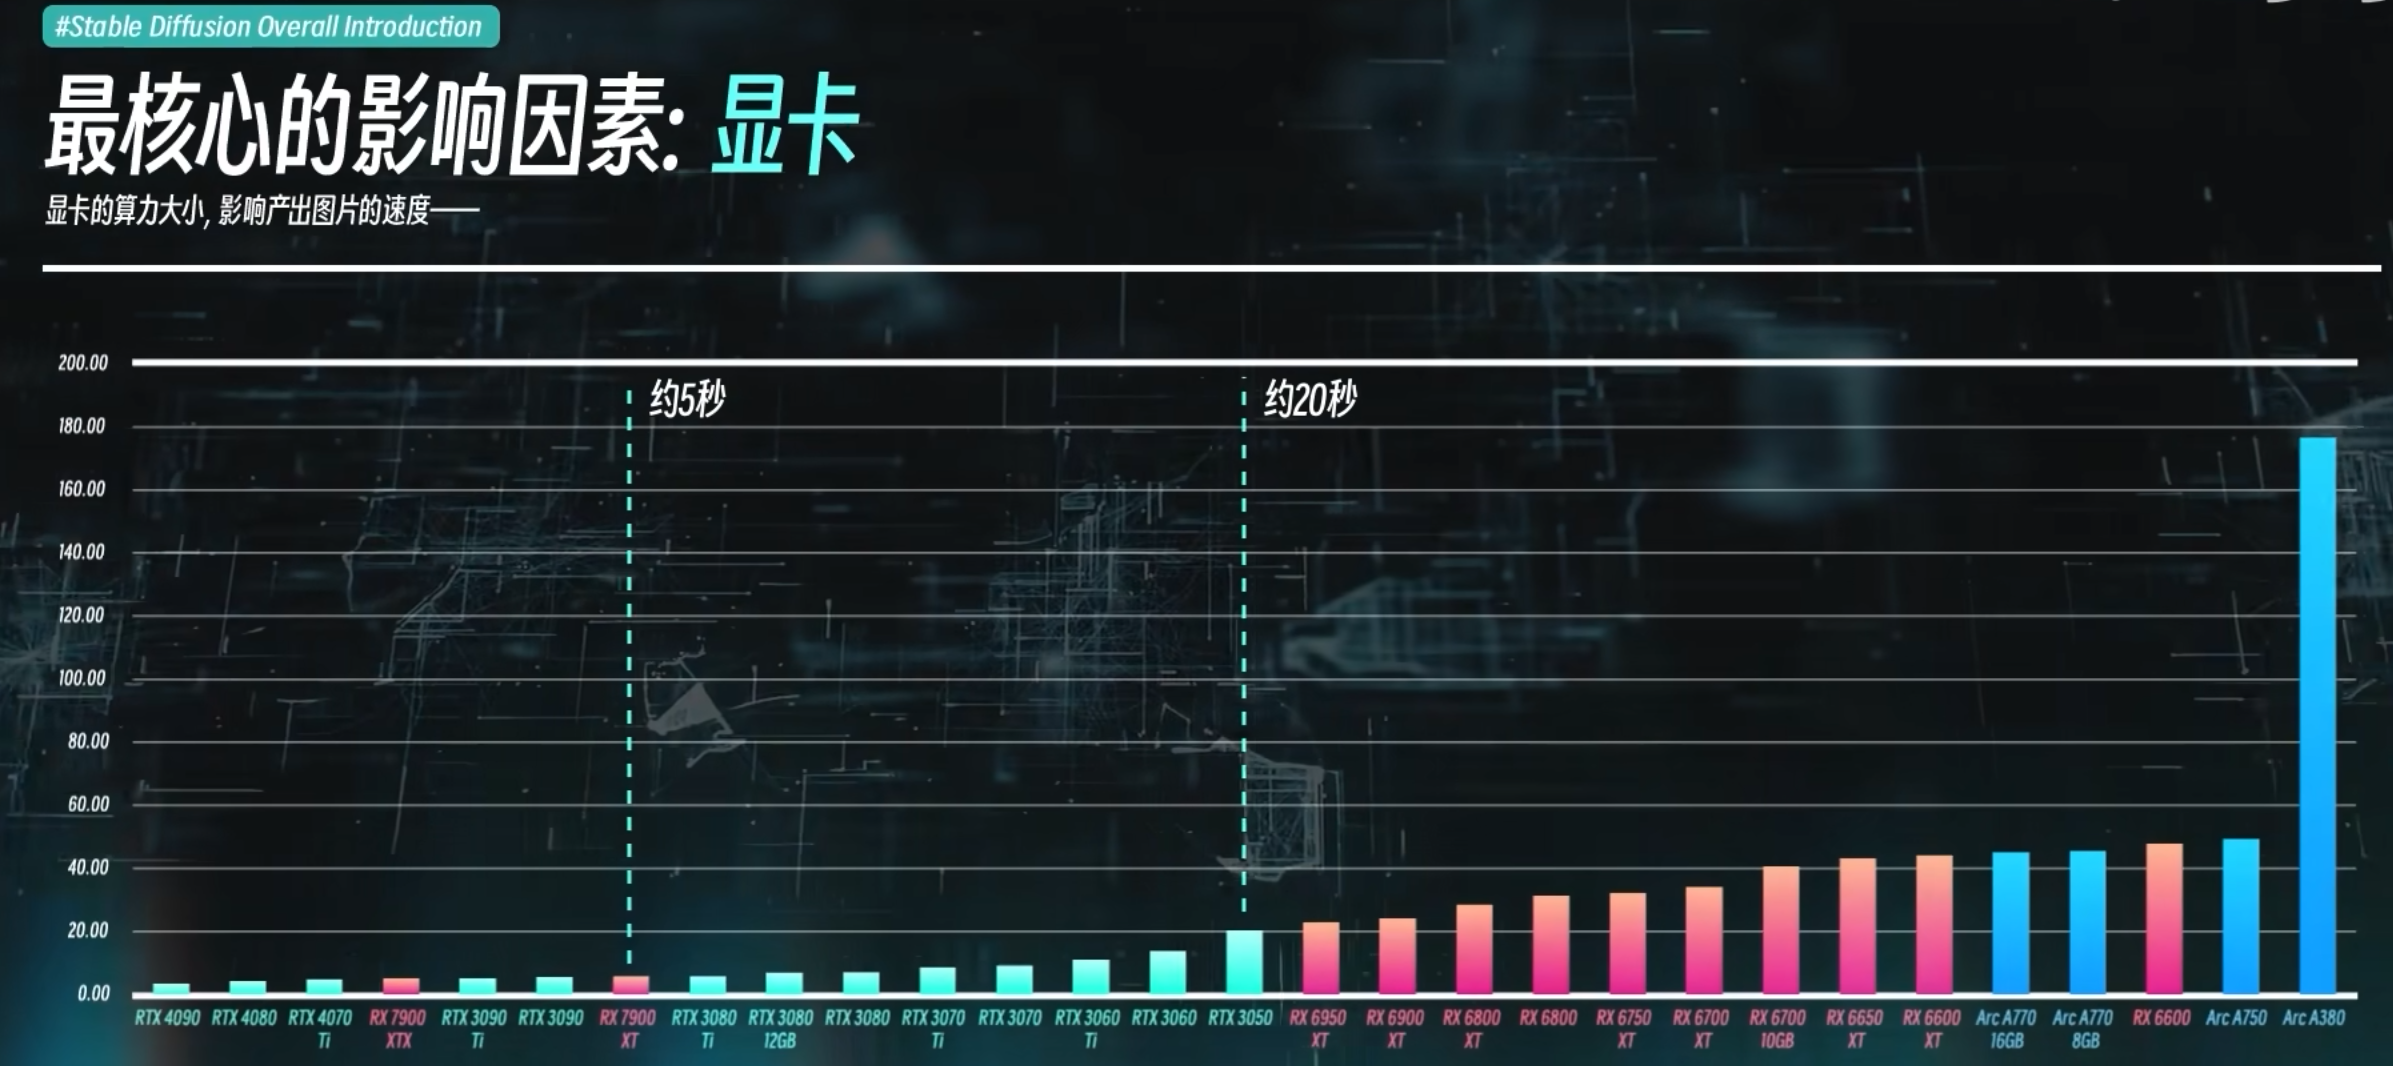 #Stable Diffusion Overall Introduction
最核心的影响因素: 显卡
显卡的算力大小, 影响产出图片的速度——
200.00
约5秒
约20秒
180.00
160.00
140.00
120.00
100.00
80.00
60.00
40.00
20.00
0.00
RTX 4090
RTX 4080
RTX 4070
Ti
RX 7900
XTX
RTX 3090
Ti
RTX 3090
RX 7900
XT
RTX 3080
Ti
RTX 3080
12GB
RTX 3080
RTX 3070
Ti
RTX 3070
RTX 3060
Ti
RTX 3060
RTX 3050
RX 6950
XT
RX 6900
XT
RX 6800
XT
RX 6800
RX 6750
XT
RX 6700
XT
RX 6700
10GB
RX 6650
XT
RX 6600
XT
Arc A770
16GB
Arc A770
8GB
RX 6600
Arc A750
Arc A380